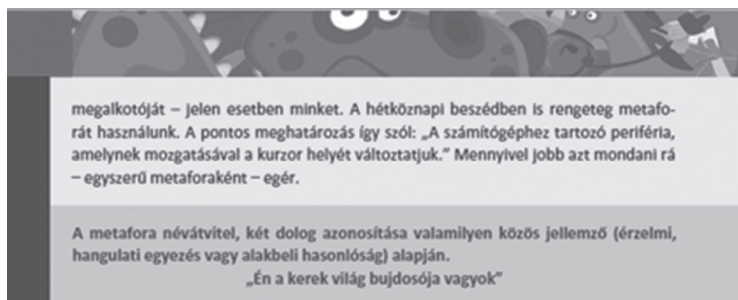 megalkotóját – jelen esetben minket. A hétköznapi beszédben is rengeteg metafo-
rát használunk. A pontos meghatározás így szól: „A számítógéphez tartozó periféria,
amelynek mozgatásával a kurzor helyét változtatjuk.” Mennyivel jobb azt mondani rá
– egyszerű metaforaként – egér.
A metafora névátvitel, két dolog azonosítása valamilyen közös jellemző (érzelmi,
hangulati egyezés vagy alakbeli hasonlóság) alapján.
„Én a kerek világ bujdosója vagyok”